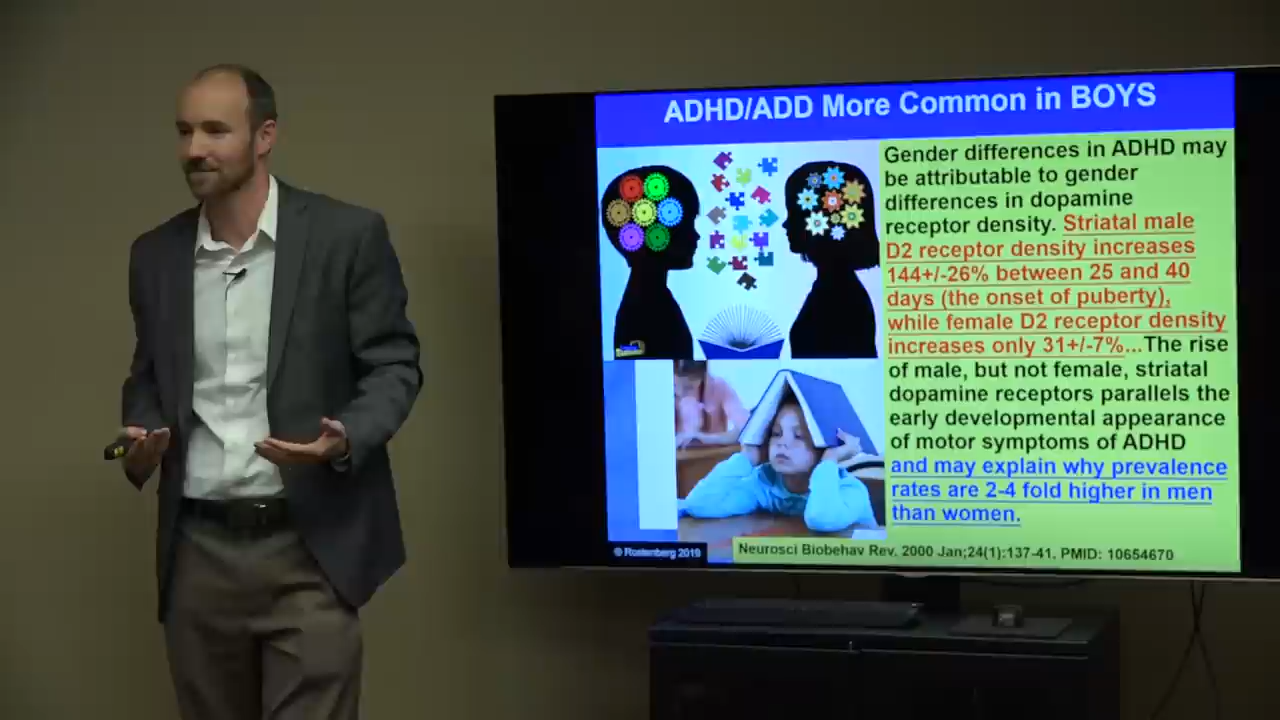 ADHD/ADD More Common in BOYS
Gender differences in ADHD may
be attributable to gender
differences in dopamine
receptor density. Striatal male
D2 receptor density increases
144+/-26% between 25 and 40
days (the onset of puberty),
while female D2 receptor density
increases only 31+/-7%...The rise
of male, but not female, striatal
dopamine receptors parallels the
early developmental appearance
of motor symptoms of ADHD
and may explain why prevalence
rates are 2-4 fold higher in men
than women.
© Rostenberg 2019
Neurosci Biobehav Rev. 2000 Jan;24(1):137-41. PMID: 10654670